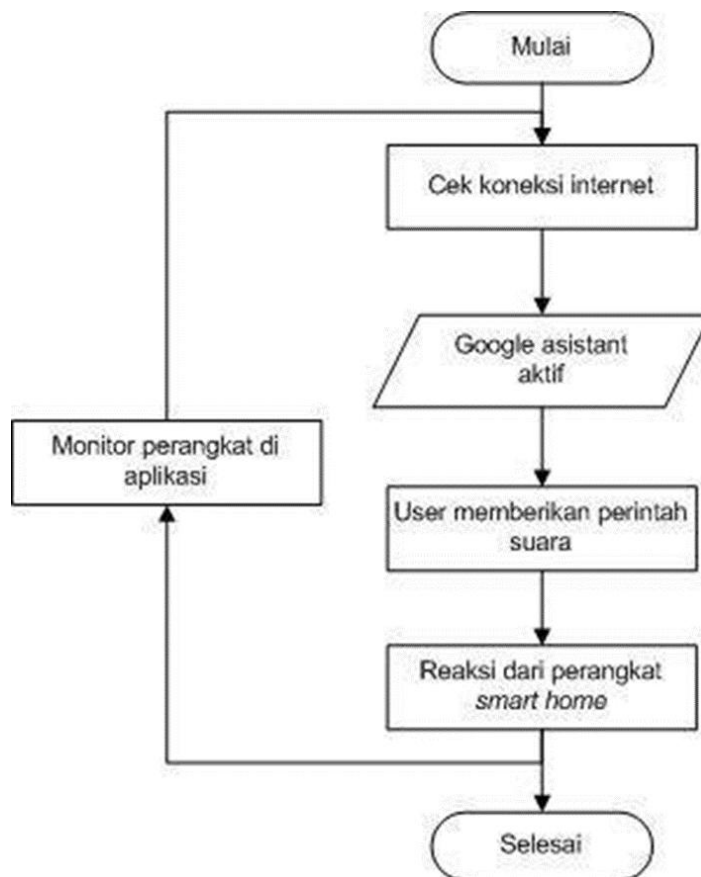 Mulai
Cek koneksi internet
Google asistant
aktif
Monitor perangkat di
aplikasi
User memberikan perintah
suara
Reaksi dari perangkat
smart home
Selesai